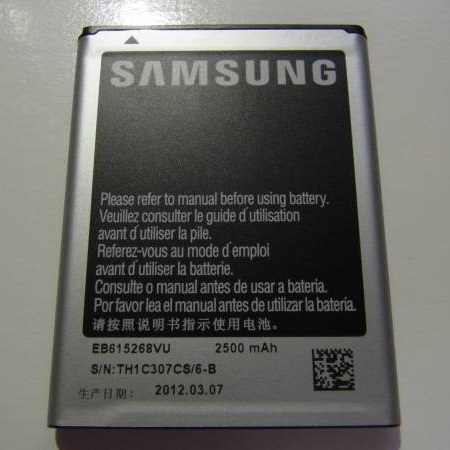 SAMSUNG
Please refer to manual before using battery.
Veuillez consulter le guide d'utilisation
avant d'utiliser la pile.
Referez-vous au mode d'emploi
avant d'utiliser la batterie.
Consulte o manual antes de usar a bateria.
Por favor lea el manual antes de utilizar la bateria.
请按照说明书指示使用电池。
EB615268VU 2500 mAh
S/N:TH1C307CS/6-B
生产日期: 2012.03.07